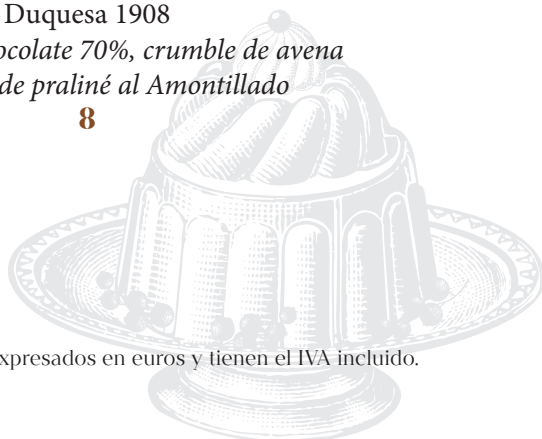 Duquesa 1908
ocolate 70%, crumble de avena
de praliné al Amontillado
8
xpresados en euros y tienen el IVA incluido.